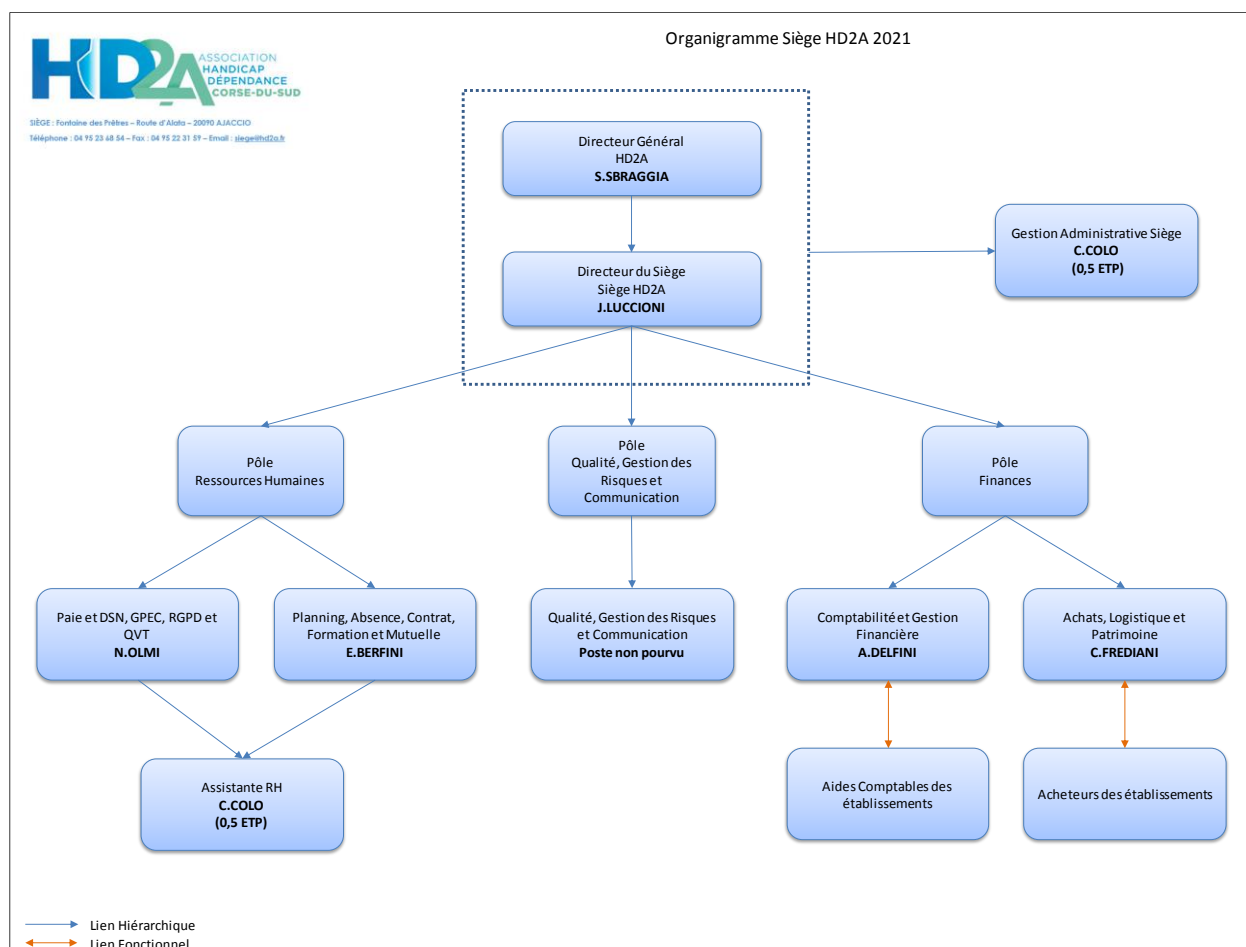 Organigramme Siège HD2A 2021
HD2A
ASSOCIATION
HANDICAP
DÉPENDANCE
CORSE-DU-SUD
SIÈGE : Fontaine des Prêtres – Route d'Alata – 20090 AJACCIO
Téléphone : 04 95 23 68 54 – Fax : 04 95 22 31 59 – Email : siege@hd2a.fr
Directeur Général
HD2A
S.SBRAGGIA
Gestion Administrative Siège
C.COLO
(0,5 ETP)
Directeur du Siège
Siège HD2A
J.LUCCIONI
Pôle
Ressources Humaines
Pôle
Qualité, Gestion des
Risques et
Communication
Pôle
Finances
Paie et DSN, GPEC, RGPD et
QVT
N.OLMI
Planning, Absence, Contrat,
Formation et Mutuelle
E.BERFINI
Qualité, Gestion des Risques
et Communication
Poste non pourvu
Comptabilité et Gestion
Financière
A.DELFINI
Achats, Logistique et
Patrimoine
C.FREDIANI
Assistante RH
C.COLO
(0,5 ETP)
Aides Comptables des
établissements
Acheteurs des établissements
Lien Hiérarchique
Lien Fonctionnel